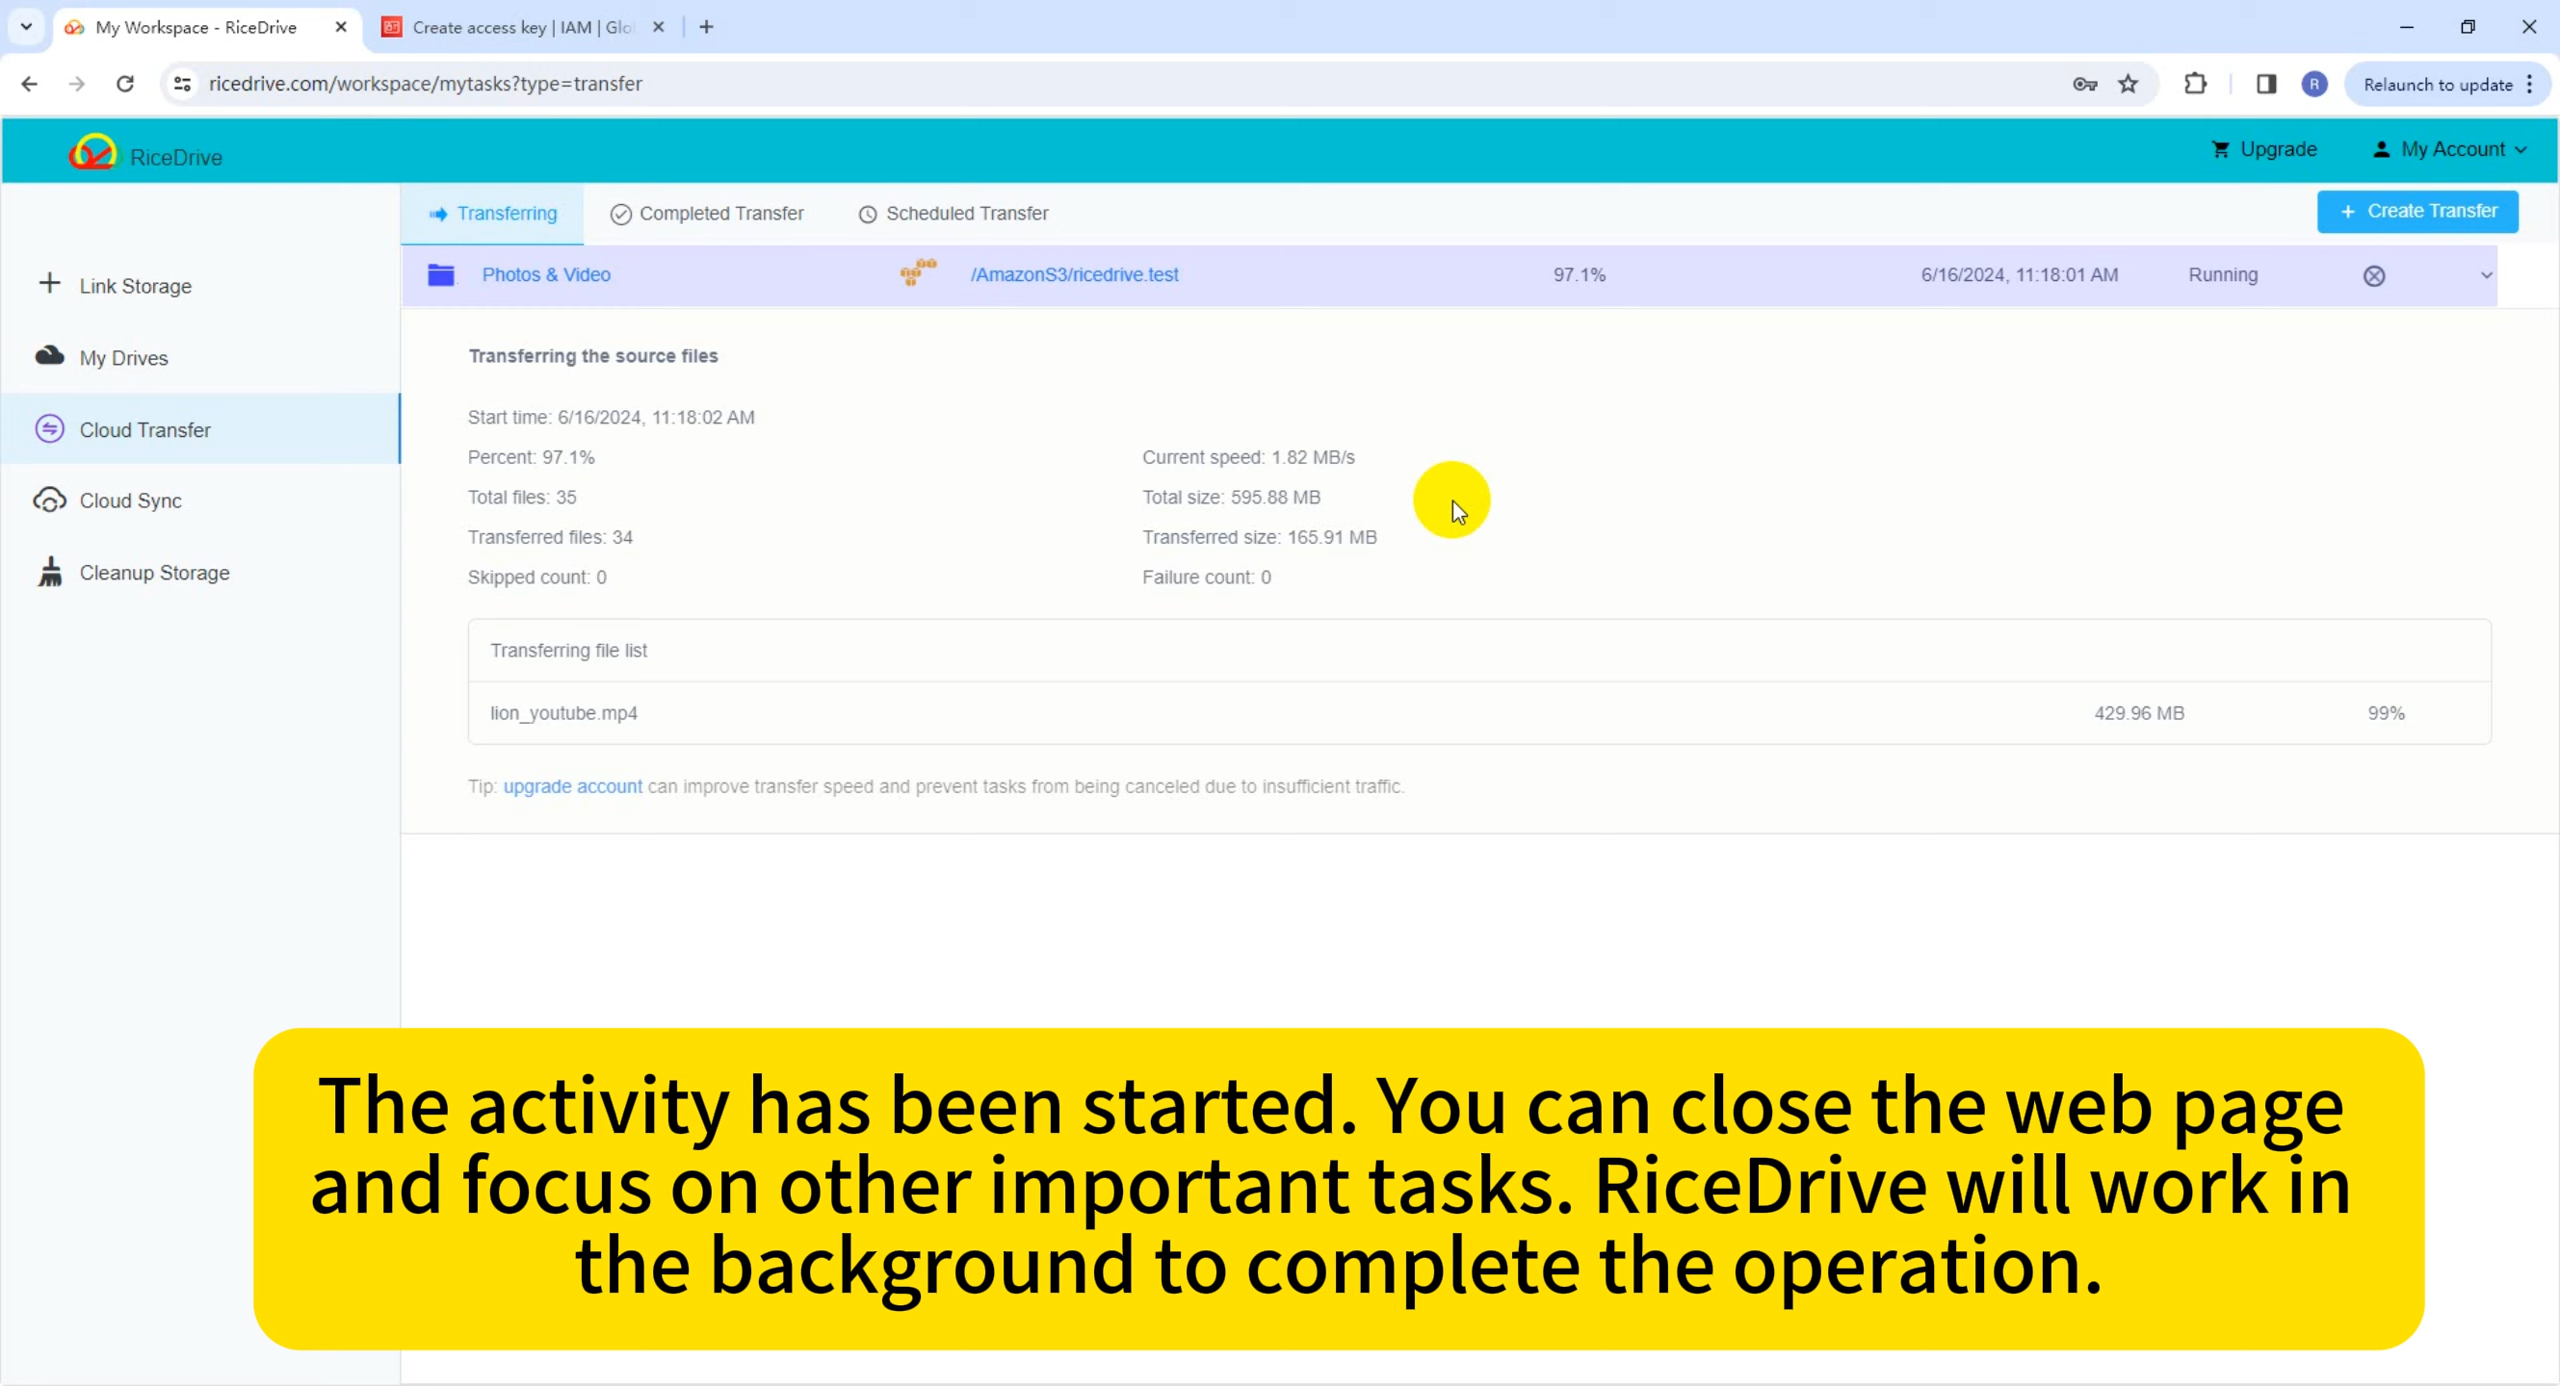 My Workspace - RiceDrive
Create access key | IAM | Glo
ricedrive.com/workspace/mytasks?type=transfer
R
Relaunch to update
RiceDrive
Upgrade
My Account
Transferring
Completed Transfer
Scheduled Transfer
+ Create Transfer
Link Storage
My Drives
Cloud Transfer
Cloud Sync
Cleanup Storage
Photos & Video
/AmazonS3/ricedrive.test
97.1%
6/16/2024, 11:18:01 AM
Running
Transferring the source files
Start time: 6/16/2024, 11:18:02 AM
Percent: 97.1%
Current speed: 1.82 MB/s
Total files: 35
Total size: 595.88 MB
Transferred files: 34
Transferred size: 165.91 MB
Skipped count: 0
Failure count: 0
Transferring file list
lion_youtube.mp4
429.96 MB
99%
Tip: upgrade account can improve transfer speed and prevent tasks from being canceled due to insufficient traffic.
The activity has been started. You can close the web page
and focus on other important tasks. RiceDrive will work in
the background to complete the operation.